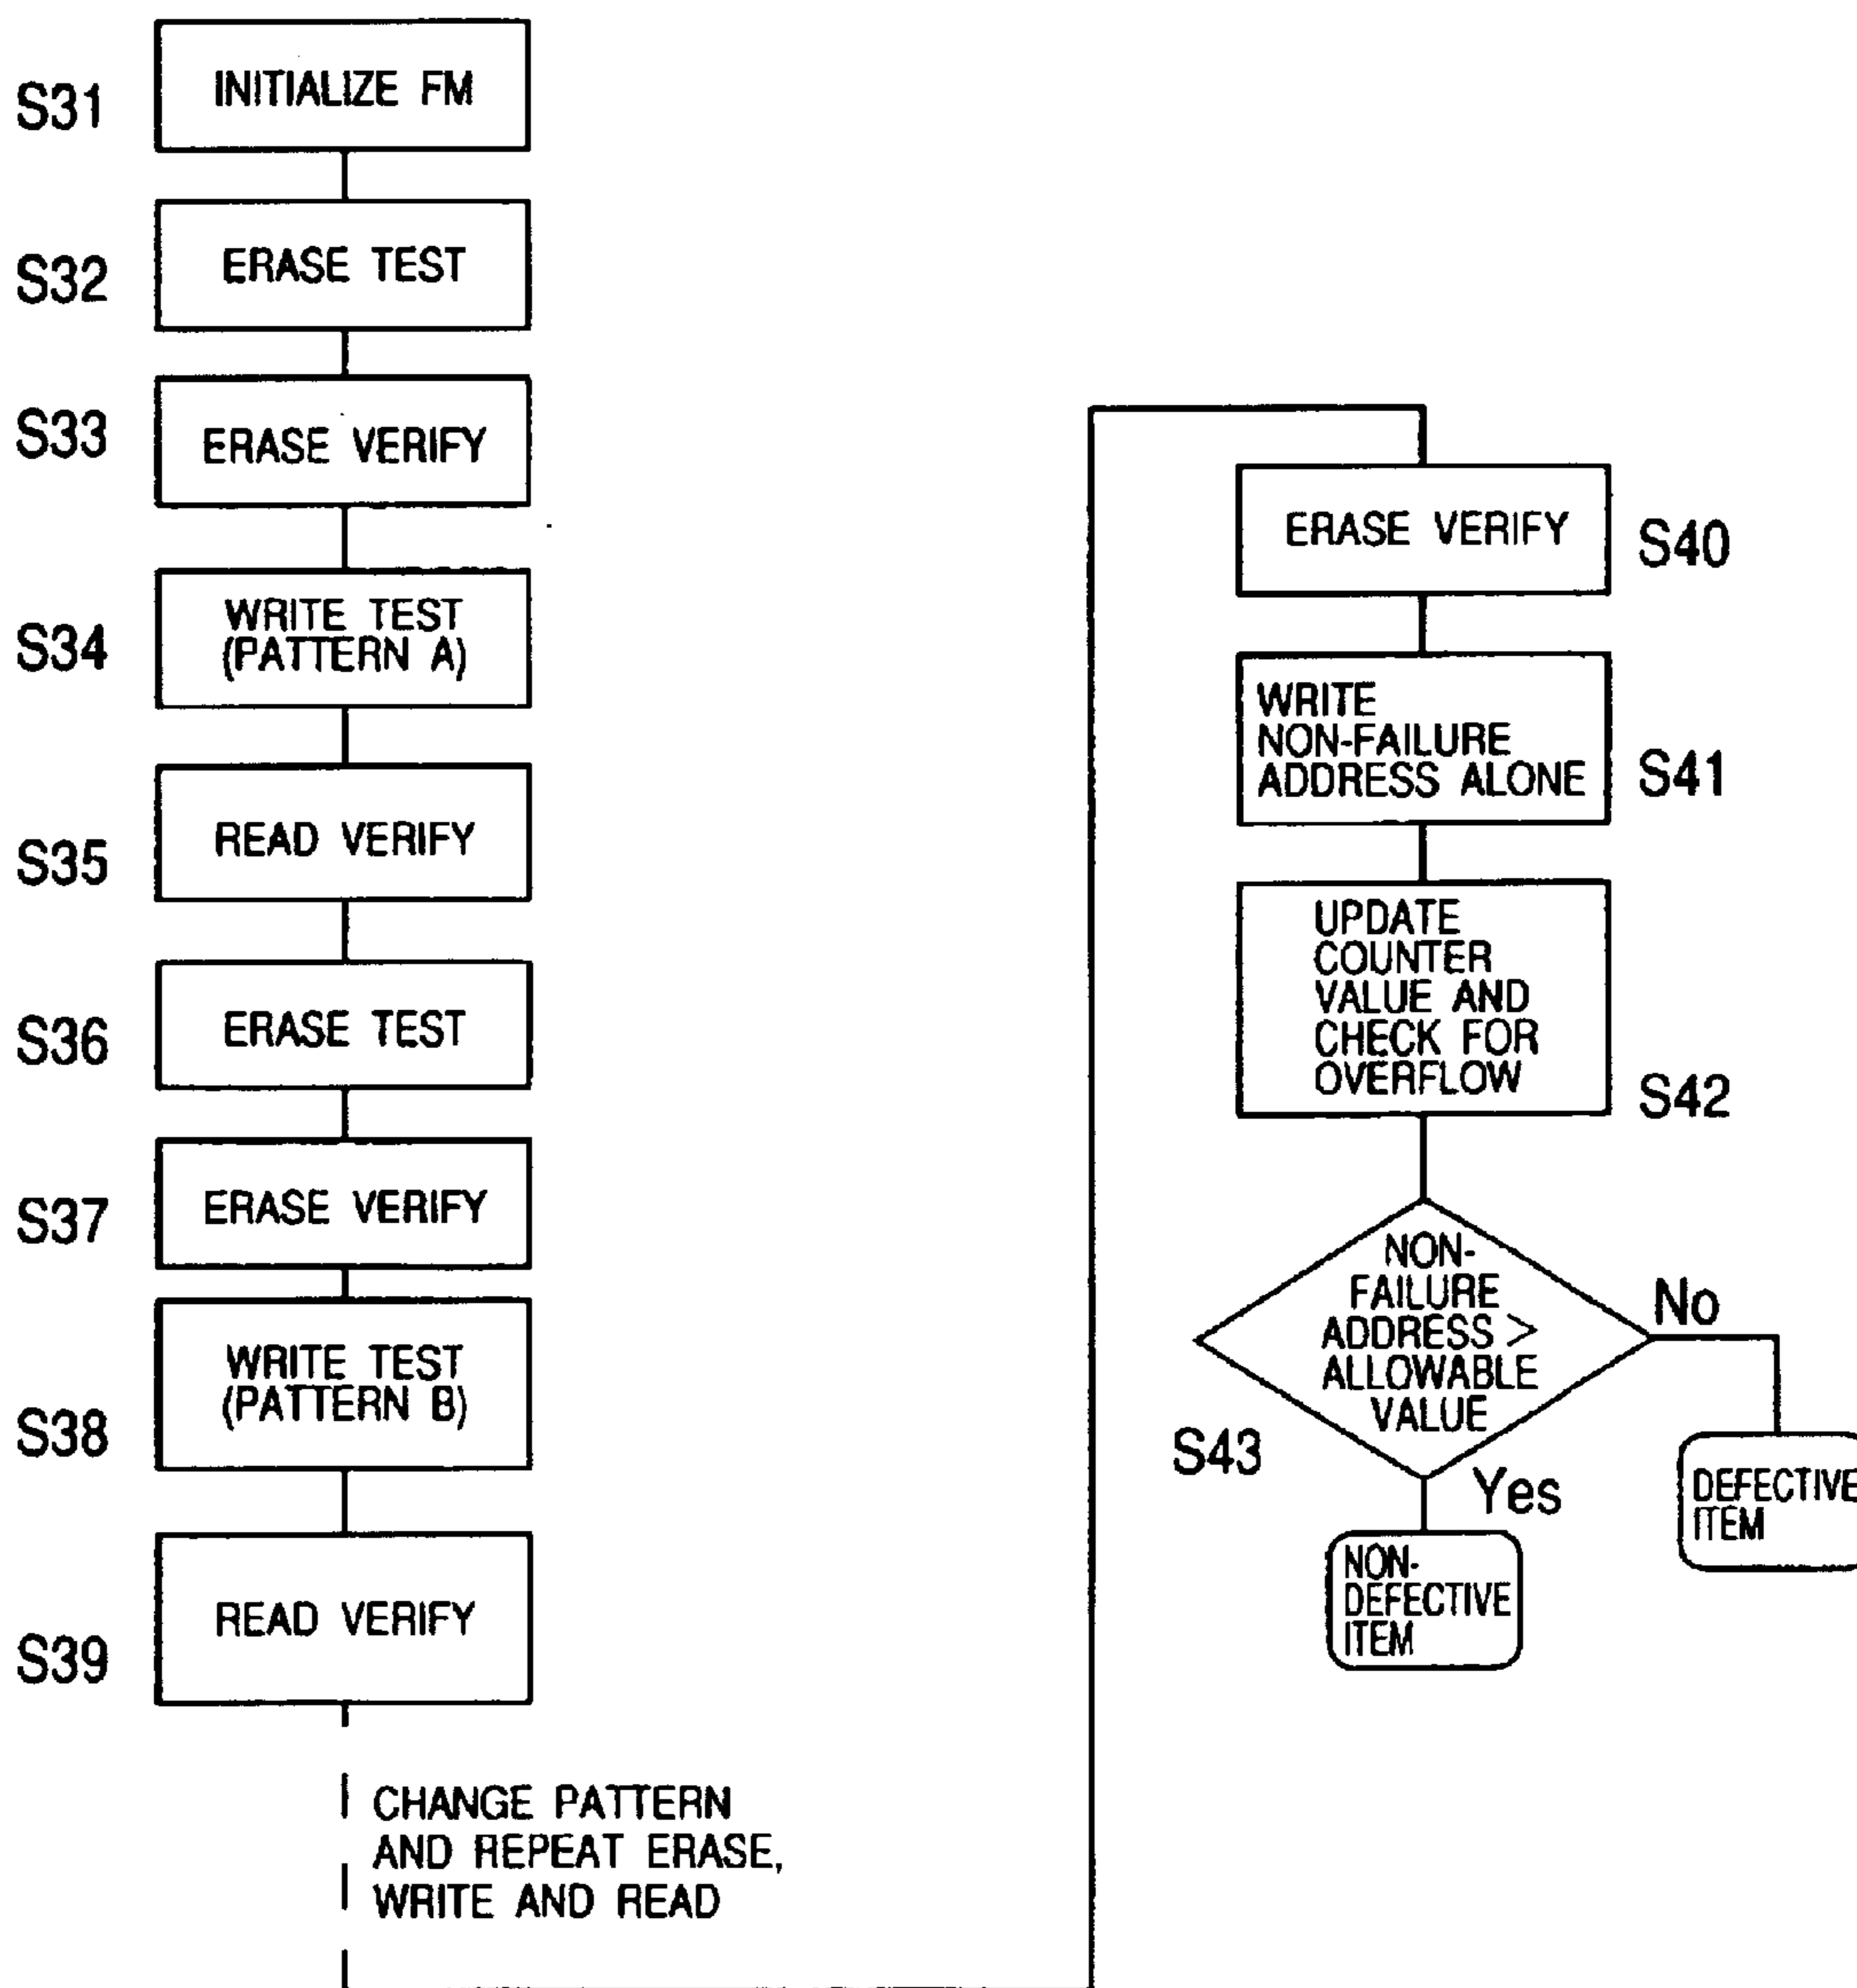 S31
INITIALIZE FM
S32
ERASE TEST
S33
ERASE VERIFY
S34
WRITE TEST
(PATTERN A)
S35
READ VERIFY
S36
ERASE TEST
S37
ERASE VERIFY
S38
WRITE TEST
(PATTERN B)
S39
READ VERIFY
CHANGE PATTERN
AND REPEAT ERASE,
WRITE AND READ
ERASE VERIFY
S40
WRITE
NON-FAILURE
ADDRESS ALONE
S41
UPDATE
COUNTER
VALUE AND
CHECK FOR
OVERFLOW
S42
NON-
FAILURE
ADDRESS >
ALLOWABLE
VALUE
S43
No
Yes
DEFECTIVE
ITEM
NON-
DEFECTIVE
ITEM